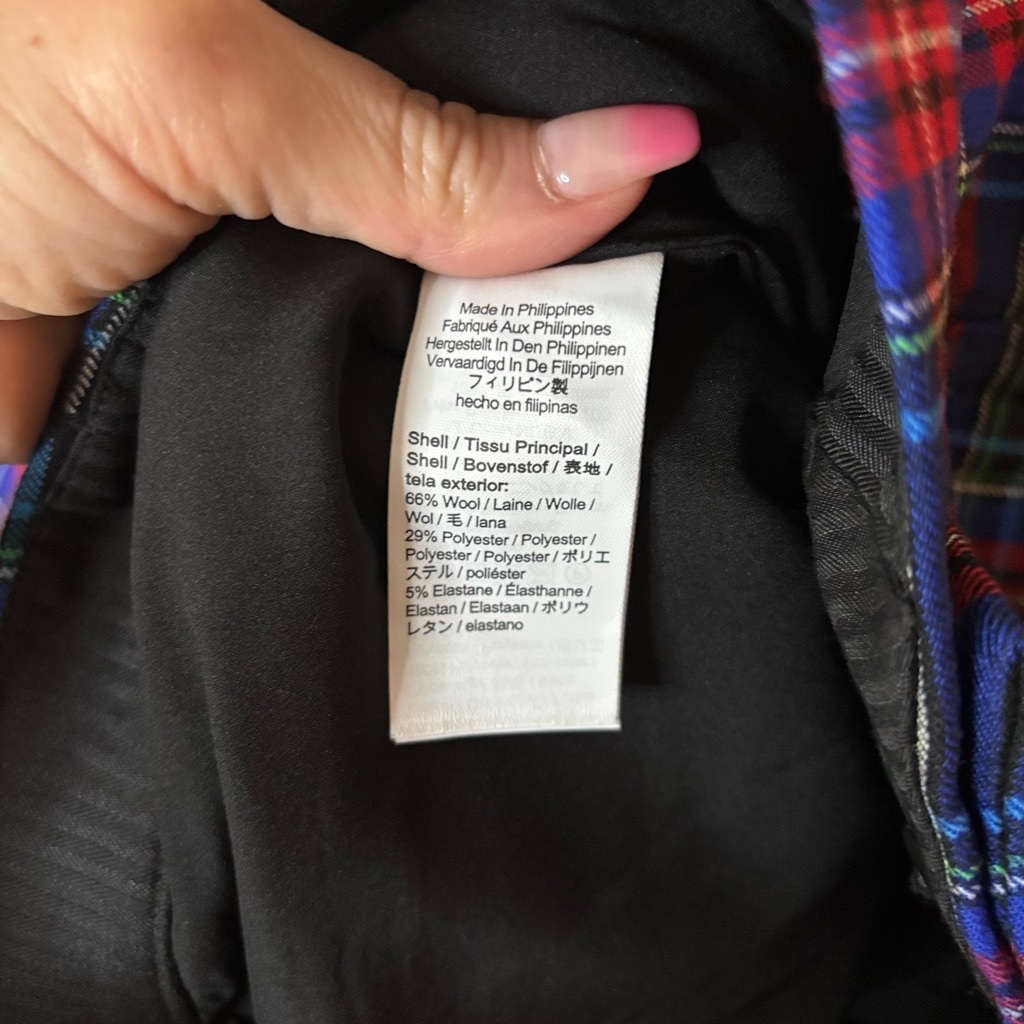 Made In Philippines
Fabriqué Aux Philippines
Hergestellt In Den Philippinen
Vervaardigd In De Filippijnen
フィリピン製
hecho en filipinas
Shell / Tissu Principal /
Shell / Bovenstof / 表地 /
tela exterior:
66% Wool / Laine / Wolle /
Wol / 毛 / lana
29% Polyester / Polyester /
Polyester / Polyester / ポリエ
ステル / poliéster
5% Elastane / Élasthanne /
Elastan / Elastaan / ポリウ
レタン / elastano